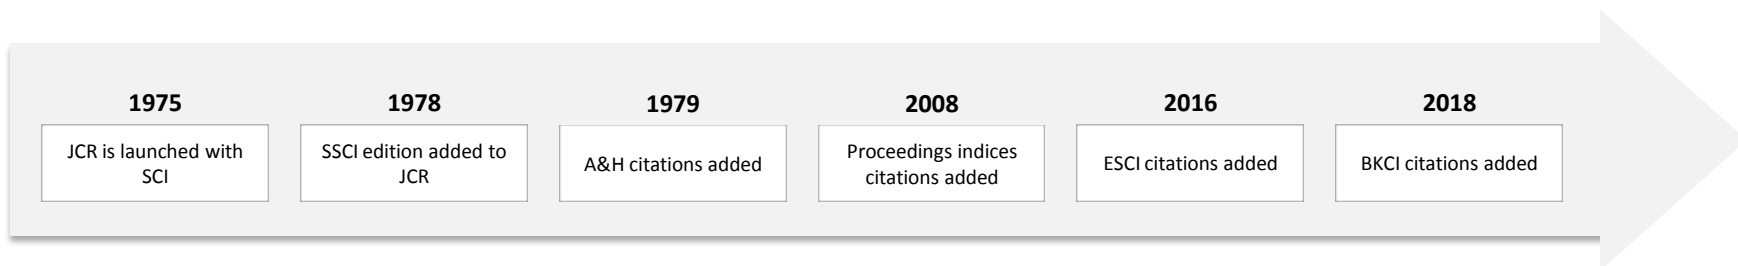 1975
JCR is launched with
SCI
1978
SSCI edition added to
JCR
1979
A&H citations added
2008
Proceedings indices
citations added
2016
ESCI citations added
2018
BKCI citations added